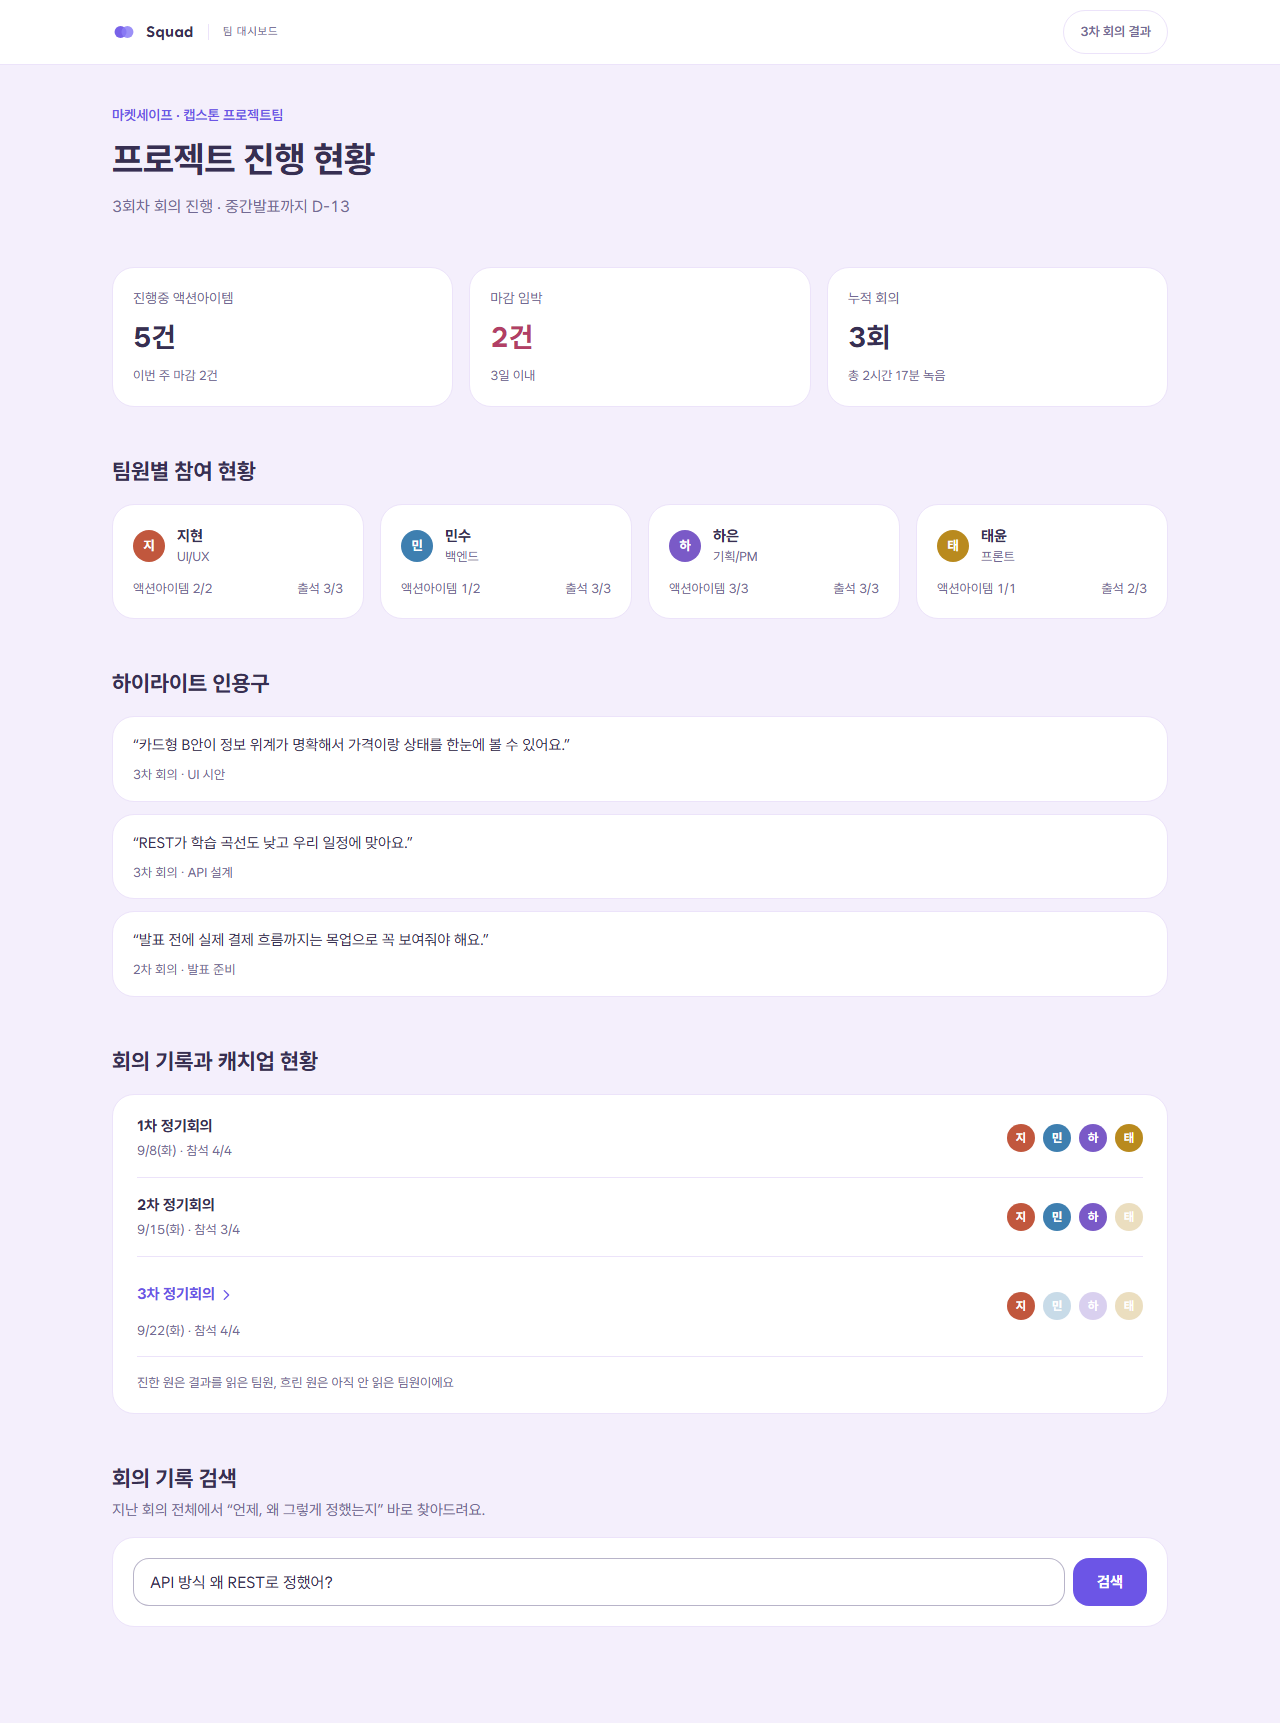 Squad
팀 대시보드
3차 회의 결과
마켓세이프 · 캡스톤 프로젝트팀
프로젝트 진행 현황
3회차 회의 진행 · 중간발표까지 D-13
진행중 액션아이템
5건
이번 주 마감 2건
마감 임박
2건
3일 이내
누적 회의
3회
총 2시간 17분 녹음
팀원별 참여 현황
지
지현
UI/UX
액션아이템 2/2
출석 3/3
민
민수
백엔드
액션아이템 1/2
출석 3/3
하
하은
기획/PM
액션아이템 3/3
출석 3/3
태
태윤
프론트
액션아이템 1/1
출석 2/3
하이라이트 인용구
“카드형 B안이 정보 위계가 명확해서 가격이랑 상태를 한눈에 볼 수 있어요.”
3차 회의 · UI 시안
“REST가 학습 곡선도 낮고 우리 일정에 맞아요.”
3차 회의 · API 설계
“발표 전에 실제 결제 흐름까지는 목업으로 꼭 보여줘야 해요.”
2차 회의 · 발표 준비
회의 기록과 캐치업 현황
1차 정기회의
9/8(화) · 참석 4/4
지 민 하 태
2차 정기회의
9/15(화) · 참석 3/4
지 민 하 태
3차 정기회의
9/22(화) · 참석 4/4
지 민 하 태
진한 원은 결과를 읽은 팀원, 흐린 원은 아직 안 읽은 팀원이에요
회의 기록 검색
지난 회의 전체에서 “언제, 왜 그렇게 정했는지” 바로 찾아드려요.
API 방식 왜 REST로 정했어?
검색